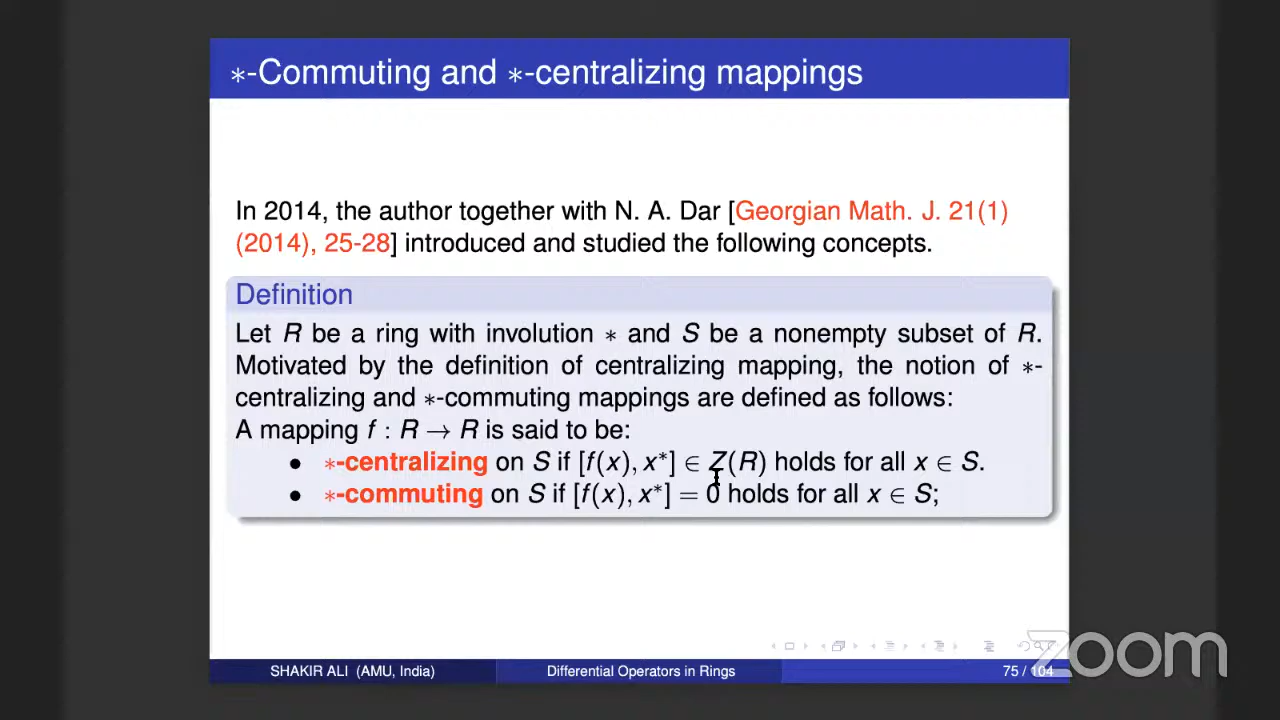 ∗-Commuting and ∗-centralizing mappings
In 2014, the author together with N. A. Dar [Georgian Math. J. 21(1)
(2014), 25-28] introduced and studied the following concepts.
Definition
Let R be a ring with involution ∗ and S be a nonempty subset of R.
Motivated by the definition of centralizing mapping, the notion of ∗-
centralizing and ∗-commuting mappings are defined as follows:
A mapping f : R → R is said to be:
• ∗-centralizing on S if [f(x), x*] ∈ Z(R) holds for all x ∈ S.
• ∗-commuting on S if [f(x), x*] = 0 holds for all x ∈ S;
SHAKIR ALI (AMU, India) Differential Operators in Rings 75 / 104
zoom